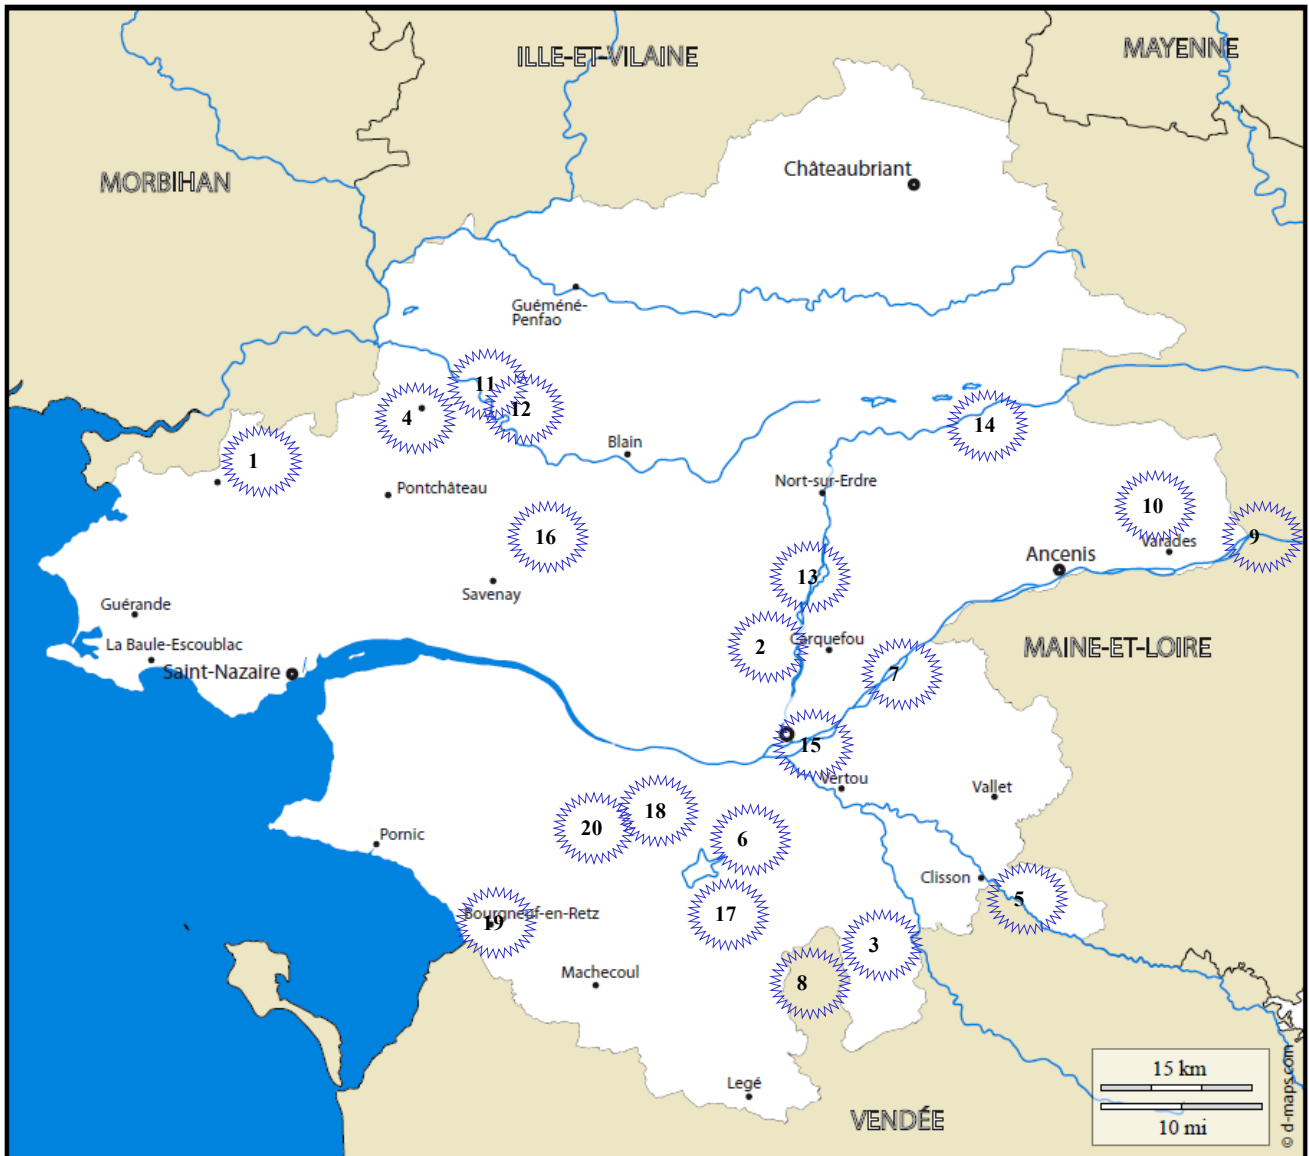 ILLE-ET-VILAINE
MAYENNE
Châteaubriant
MORBIHAN
Guéméné-
Penfao
11
12
4
14
Blain
1
Nort-sur-Erdre
Pontchâteau
10
16
9
Varades
Ancenis
13
Savenay
Guérande
La Baule-Escoublac
2
Carquefou
MAINE-ET-LOIRE
Saint-Nazaire
7
15
Vertou
Vallet
18
20
6
Pornic
Clisson
5
17
Bourgneuf-en-Retz
19
3
Machecoul
8
15 km
Legé
10 mi
VENDÉE
© d-maps.com